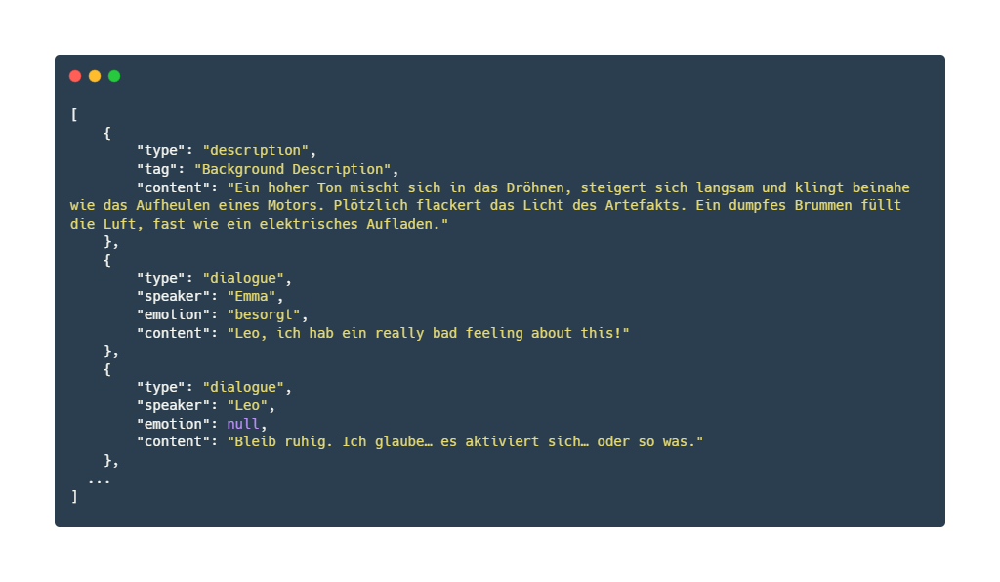 [
    {
        "type": "description",
        "tag": "Background Description",
        "content": "Ein hoher Ton mischt sich in das Dröhnen, steigert sich langsam und klingt beinahe
wie das Aufheulen eines Motors. Plötzlich flackert das Licht des Artefakts. Ein dumpfes Brummen füllt
die Luft, fast wie ein elektrisches Aufladen."
    },
    {
        "type": "dialogue",
        "speaker": "Emma",
        "emotion": "besorgt",
        "content": "Leo, ich hab ein really bad feeling about this!"
    },
    {
        "type": "dialogue",
        "speaker": "Leo",
        "emotion": null,
        "content": "Bleib ruhig. Ich glaube… es aktiviert sich… oder so was."
    },
  ...
]